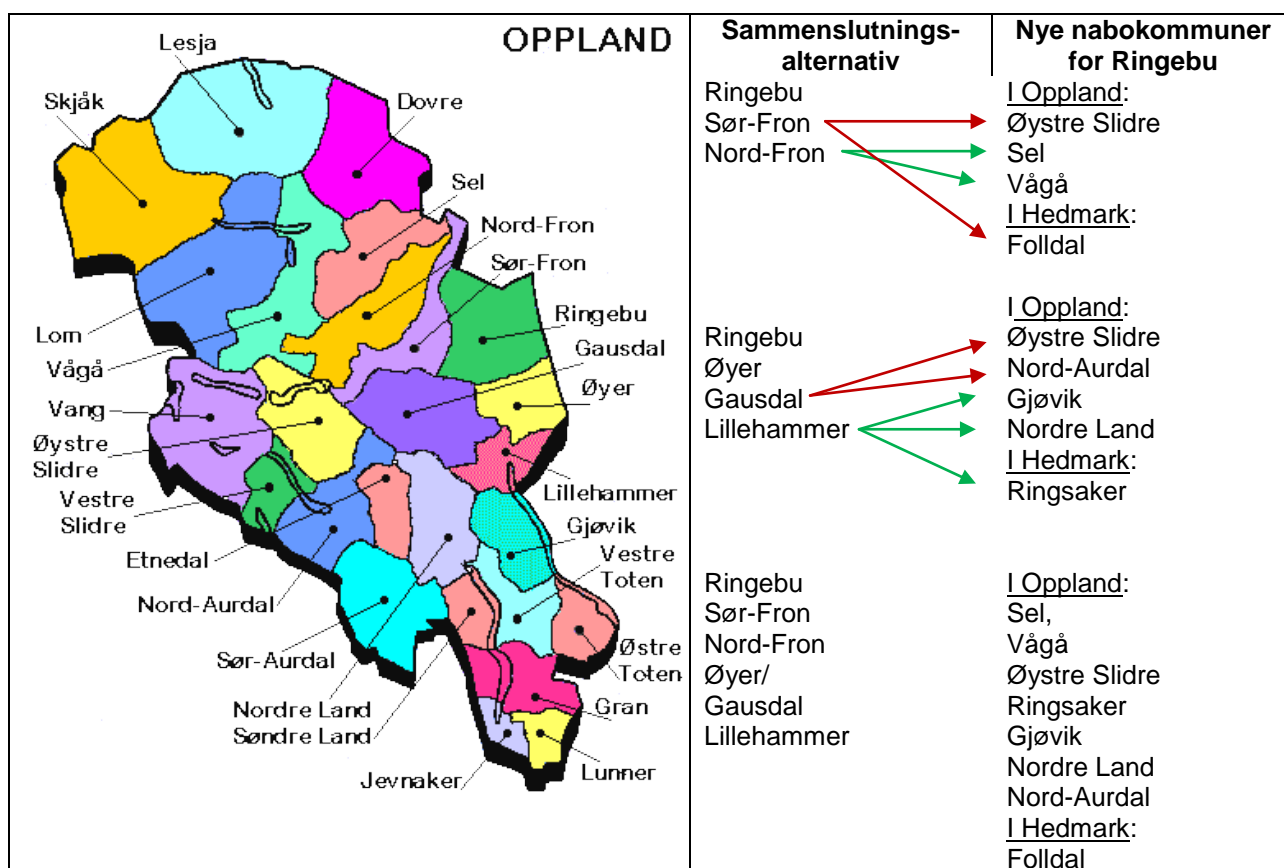 OPPLAND
Lesja
Skjåk
Dovre
Sel
Nord-Fron
Sør-Fron
Lom
Ringebu
Vågå
Gausdal
Vang
Øyer
Øystre
Slidre
Vestre
Slidre
Lillehammer
Etnedal
Gjøvik
Vestre
Toten
Nord-Aurdal
Sør-Aurdal
Østre
Toten
Nordre Land
Søndre Land
Gran
Jevnaker
Lunner
Sammenslutnings-
alternativ
Ringebu
Sør-Fron
Nord-Fron
Ringebu
Øyer
Gausdal
Lillehammer
Ringebu
Sør-Fron
Nord-Fron
Øyer/
Gausdal
Lillehammer
Nye nabokommuner
for Ringebu
I Oppland:
Øystre Slidre
Sel
Vågå
I Hedmark:
Folldal
I Oppland:
Øystre Slidre
Nord-Aurdal
Gjøvik
Nordre Land
I Hedmark:
Ringsaker
I Oppland:
Sel,
Vågå
Øystre Slidre
Ringsaker
Gjøvik
Nordre Land
Nord-Aurdal
I Hedmark:
Folldal